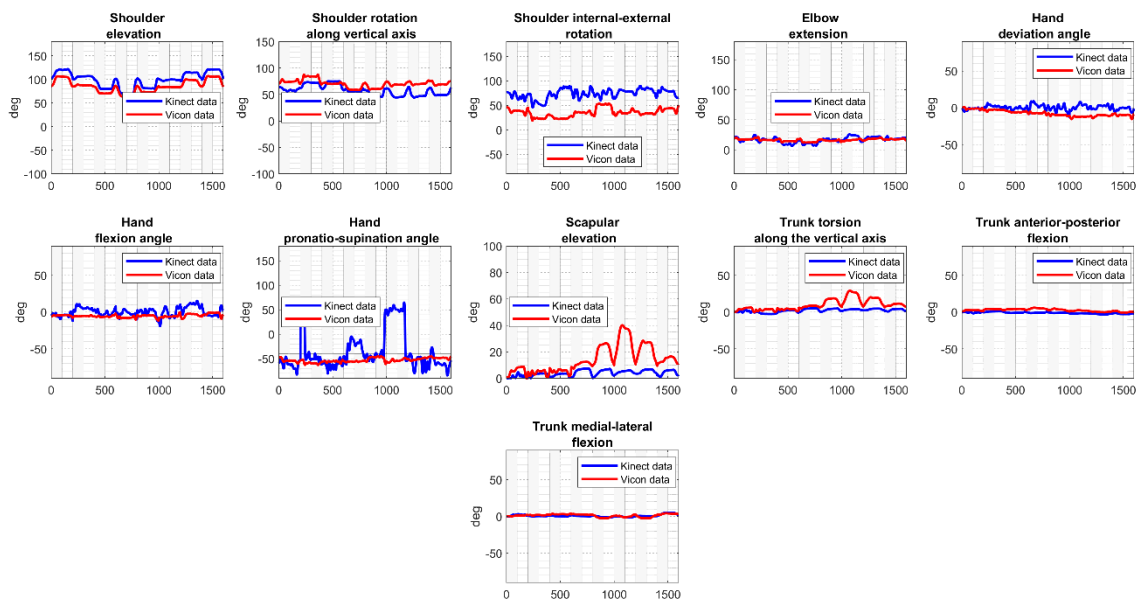 Shoulder
elevation
Shoulder rotation
along vertical axis
Shoulder internal-external
rotation
Elbow
extension
Hand
deviation angle
deg
150
100
50
0
-50
-100
Kinect data
Vicon data
0 500 1000 1500
deg
150
100
50
0
-50
-100
Kinect data
Vicon data
0 500 1000 1500
deg
150
100
50
0
-50
Kinect data
Vicon data
0 500 1000 1500
deg
150
100
50
0
Kinect data
Vicon data
0 500 1000 1500
deg
50
0
-50
Kinect data
Vicon data
0 500 1000 1500
Hand
flexion angle
Hand
pronatio-supination angle
Scapular
elevation
Trunk torsion
along the vertical axis
Trunk anterior-posterior
flexion
deg
50
0
-50
Kinect data
Vicon data
0 500 1000 1500
deg
150
100
50
0
-50
Kinect data
Vicon data
0 500 1000 1500
deg
100
80
60
40
20
0
Kinect data
Vicon data
0 500 1000 1500
deg
50
0
-50
Kinect data
Vicon data
0 500 1000 1500
deg
50
0
-50
Kinect data
Vicon data
0 500 1000 1500
Trunk medial-lateral
flexion
deg
50
0
-50
Kinect data
Vicon data
0 500 1000 1500